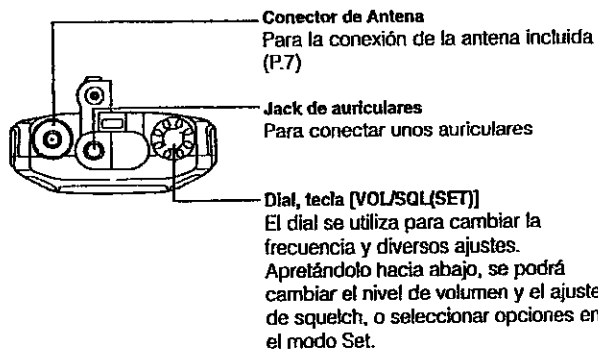 Conector de Antena
Para la conexión de la antena incluida
(P.7)
Jack de auriculares
Para conectar unos auriculares
Dial, tecla [VOL/SQL(SET)]
El dial se utiliza para cambiar la
frecuencia y diversos ajustes.
Apretándolo hacia abajo, se podrá
cambiar el nivel de volumen y el ajuste
de squelch, o seleccionar opciones en
el modo Set.